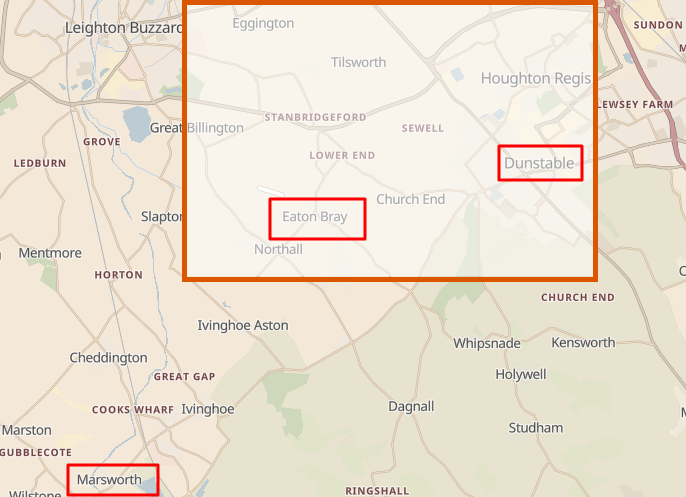 Eggington
Leighton Buzzard
SUNDON
Tilsworth
Houghton Regis
LEWSEY FARM
STANBRIDGEFORD
Great Billington
SEWELL
GROVE
LOWER END
LEDBURN
Dunstable
Church End
Slapton
Eaton Bray
Northall
Mentmore
HORTON
CHURCH END
Ivinghoe Aston
Whipsnade
Kensworth
Cheddington
GREAT GAP
Holywell
COOKS WHARF
Ivinghoe
Dagnall
Marston
Studham
GUBBLECOTE
Marsworth
RINGSHALL
Wilstone